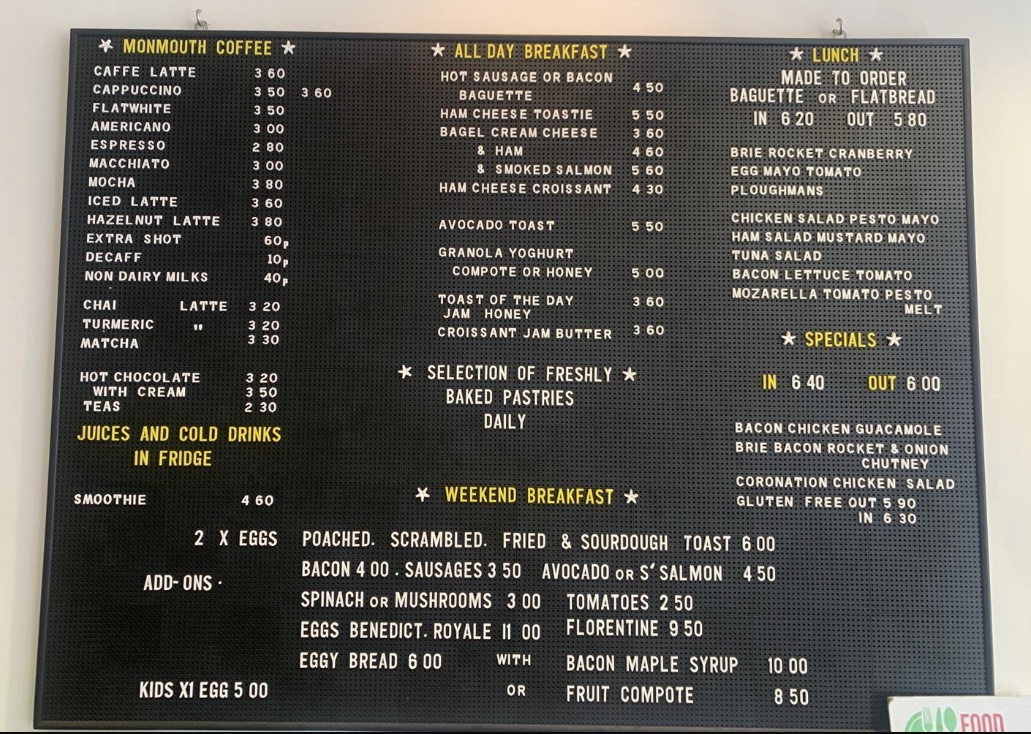 MONMOUTH COFFEE
CAFFE LATTE 3 60
CAPPUCCINO 3 50 3 60
FLATWHITE 3 50
AMERICANO 3 00
ESPRESSO 2 80
MACCHIATO 3 00
MOCHA 3 80
ICED LATTE 3 60
HAZELNUT LATTE 3 80
EXTRA SHOT 60p
DECAFF 10p
NON DAIRY MILKS 40p
CHAI LATTE 3 20
TURMERIC " 3 20
MATCHA 3 30
HOT CHOCOLATE 3 20
WITH CREAM 3 50
TEAS 2 30
JUICES AND COLD DRINKS
IN FRIDGE
SMOOTHIE 4 60
ALL DAY BREAKFAST
HOT SAUSAGE OR BACON
BAGUETTE 4 50
HAM CHEESE TOASTIE 5 50
BAGEL CREAM CHEESE 3 60
& HAM 4 60
& SMOKED SALMON 5 60
HAM CHEESE CROISSANT 4 30
AVOCADO TOAST 5 50
GRANOLA YOGHURT
COMPOTE OR HONEY 5 00
TOAST OF THE DAY 3 60
JAM HONEY
CROISSANT JAM BUTTER 3 60
SELECTION OF FRESHLY
BAKED PASTRIES
DAILY
LUNCH
MADE TO ORDER
BAGUETTE OR FLATBREAD
IN 6 20 OUT 5 80
BRIE ROCKET CRANBERRY
EGG MAYO TOMATO
PLOUGHMANS
CHICKEN SALAD PESTO MAYO
HAM SALAD MUSTARD MAYO
TUNA SALAD
BACON LETTUCE TOMATO
MOZARELLA TOMATO PESTO
MELT
SPECIALS
IN 6 40 OUT 6 00
BACON CHICKEN GUACAMOLE
BRIE BACON ROCKET & ONION
CHUTNEY
CORONATION CHICKEN SALAD
GLUTEN FREE OUT 5 90
IN 6 30
WEEKEND BREAKFAST
2 X EGGS POACHED. SCRAMBLED. FRIED & SOURDOUGH TOAST 6 00
ADD-ONS · BACON 4 00 . SAUSAGES 3 50 AVOCADO OR S' SALMON 4 50
SPINACH OR MUSHROOMS 3 00 TOMATOES 2 50
EGGS BENEDICT. ROYALE 11 00 FLORENTINE 9 50
EGGY BREAD 6 00 WITH BACON MAPLE SYRUP 10 00
KIDS X1 EGG 5 00 OR FRUIT COMPOTE 8 50
FOOD